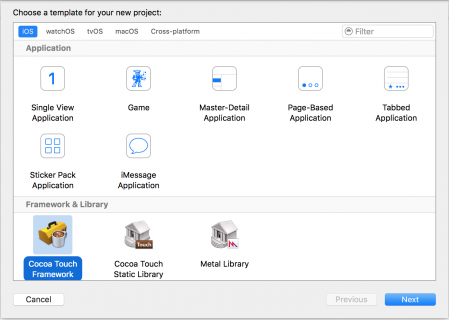 Choose a template for your new project:
iOS watchOS tvOS macOS Cross-platform Filter
Application
1
Single View Application
Game
Master-Detail Application
Page-Based Application
Tabbed Application
Sticker Pack Application
iMessage Application
Framework & Library
Touch
Cocoa Touch Framework
Cocoa Touch Static Library
Metal Library
Cancel Previous Next